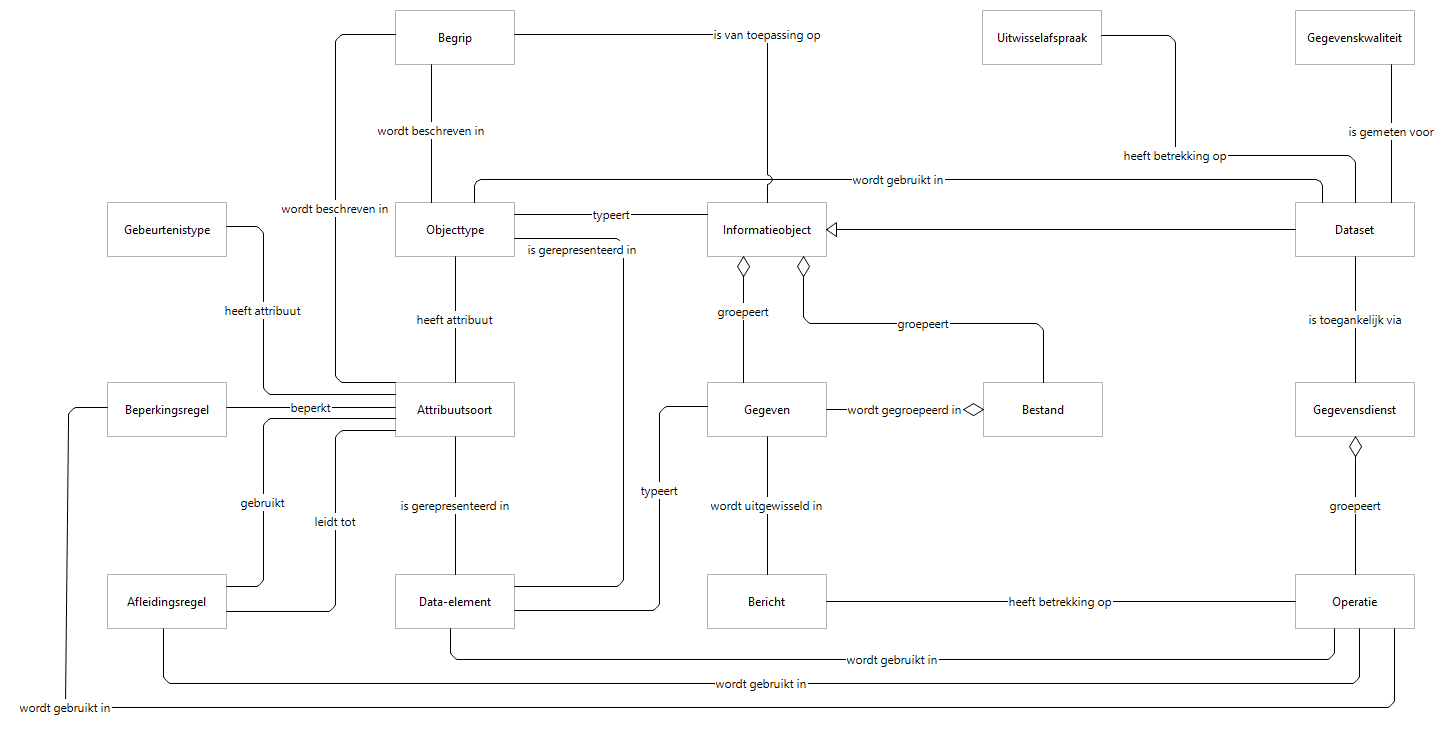 Begrip
is van toepassing op
Uitwisselafspraak
Gegevenskwaliteit
wordt beschreven in
is gemeten voor
heeft betrekking op
wordt gebruikt in
wordt beschreven in
typeert
Gebeurtenistype
Objecttype
Informatieobject
Dataset
is gerepresenteerd in
heeft attribuut
groepeert
heeft attribuut
groepeert
is toegankelijk via
Beperkingsregel
beperkt
Attribuutsoort
Gegeven
wordt gegroepeerd in
Bestand
Gegevensdienst
typeert
gebruikt
is gerepresenteerd in
wordt uitgewisseld in
groepeert
leidt tot
Afleidingsregel
Data-element
Bericht
heeft betrekking op
Operatie
wordt gebruikt in
wordt gebruikt in
wordt gebruikt in